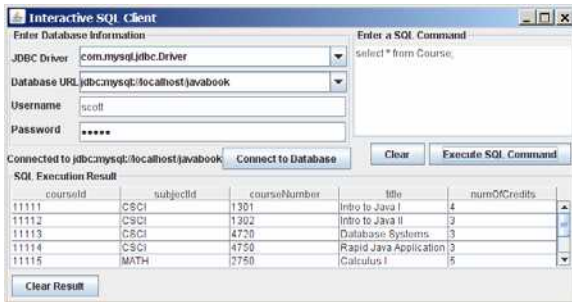 Interactive SQL Client
Enter Database Information
JDBC Driver com.mysql.jdbc.Driver
Database URL jdbc:mysql://localhost/javabook
Username scott
Password •••••
Connected to jdbc:mysql://localhost/javabook Connect to Database
Enter a SQL Command
select * from Course;
Clear Execute SQL Command
SQL Execution Result
courseId subjectId courseNumber title numOfCredits
11111 CSCI 1301 Intro to Java I 4
11112 CSCI 1302 Intro to Java II 3
11113 CSCI 4720 Database Systems 3
11114 CSCI 4750 Rapid Java Application 3
11115 MATH 2750 Calculus I 5
Clear Result